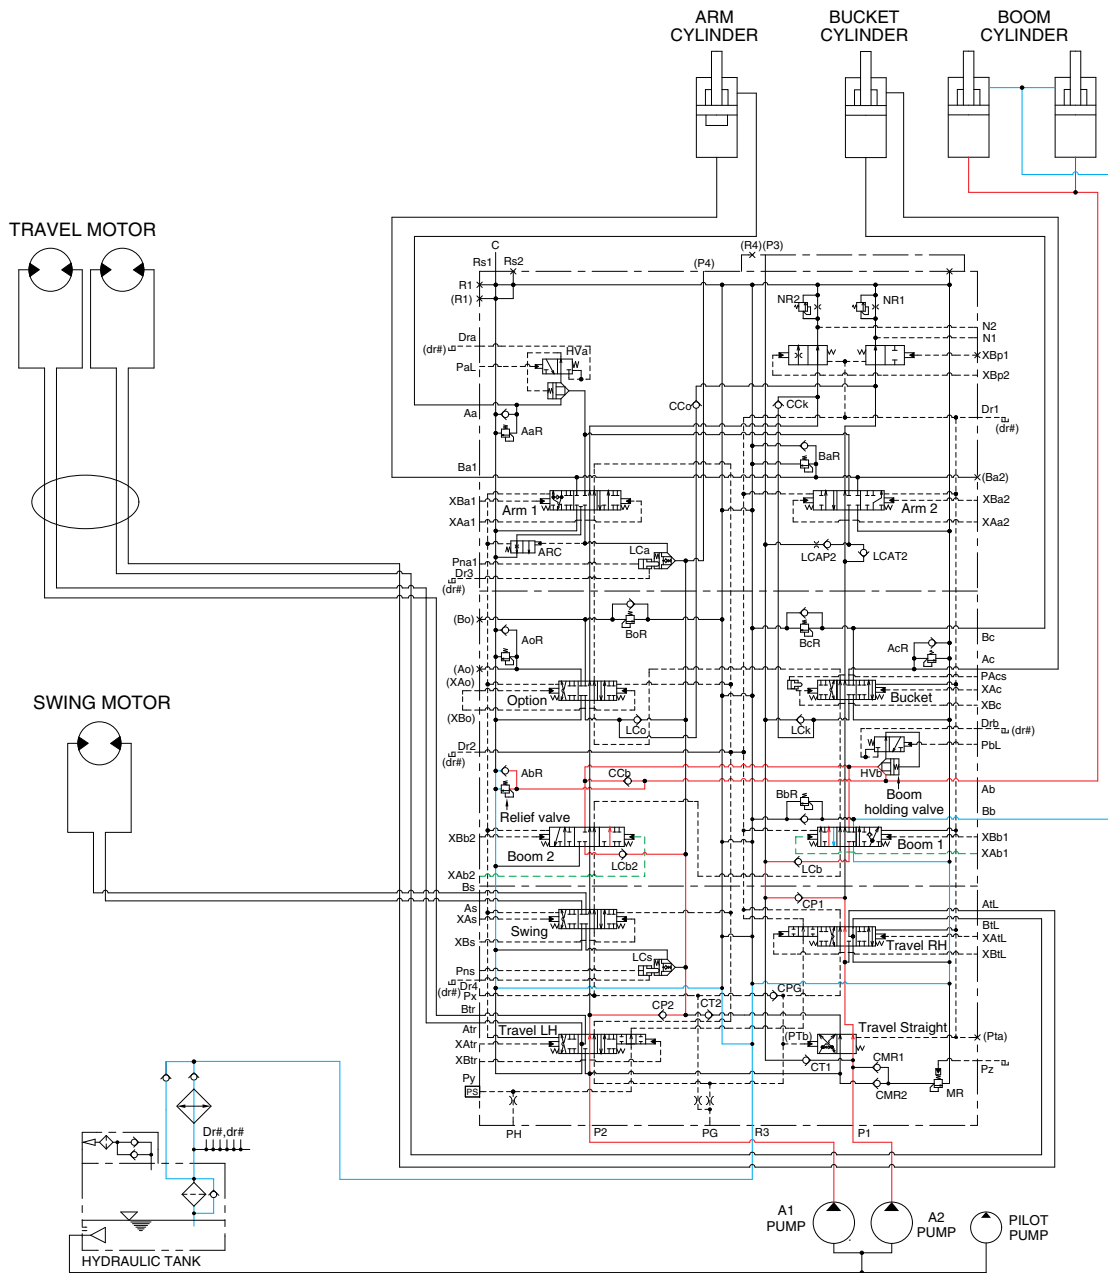 ARM
CYLINDER
BUCKET
CYLINDER
BOOM
CYLINDER
TRAVEL MOTOR
C
Rs1
Rs2
(P4)
(R4)(P3)
R1
(R1)
NR2
NR1
N2
N1
Dra
(dr#)
HVa
PaL
XBp1
XBp2
CCo
CCk
Aa
AaR
Dr1
(dr#)
BaR
Ba1
(Ba2)
XBa1
Arm 1
XAa1
XBa2
Arm 2
XAa2
ARC
LCa
LCAP2
LCAT2
Pna1
Dr3
(dr#)
(Bo)
BoR
BcR
AoR
AcR
Bc
Ac
(Ao)
PAcs
(XAo)
XAc
Option
Bucket
XBc
(XBo)
LCo
LCk
Drb
(dr#)
PbL
SWING MOTOR
Dr2
(dr#)
AbR
CCb
HVb
Ab
Relief valve
BbR
Boom
holding valve
Bb
XBb2
Boom 2
LCb2
XAb2
XBb1
Boom 1
XAb1
LCb
Bs
As
XAs
Swing
XBs
CP1
AtL
BtL
XAtL
Travel RH
XBtL
Pns
LCs
Dr4
(dr#)
Px
CPG
Btr
CP2
CT2
Atr
Travel LH
XAtr
XBtr
(PTb)
Travel Straight
(Pta)
CT1
CMR1
CMR2
MR
Pz
Py
PS
PH
P2
PG
R3
P1
Dr#,dr#
HYDRAULIC TANK
A1
PUMP
A2
PUMP
PILOT
PUMP